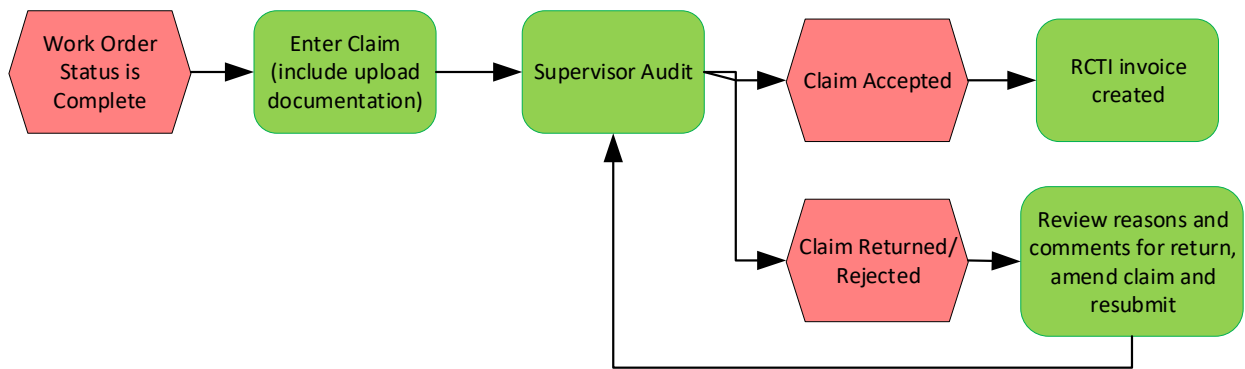 Work Order
Status is
Complete
Enter Claim
(include upload
documentation)
Supervisor Audit
Claim Accepted
RCTI invoice
created
Claim Returned/
Rejected
Review reasons and
comments for return,
amend claim and
resubmit